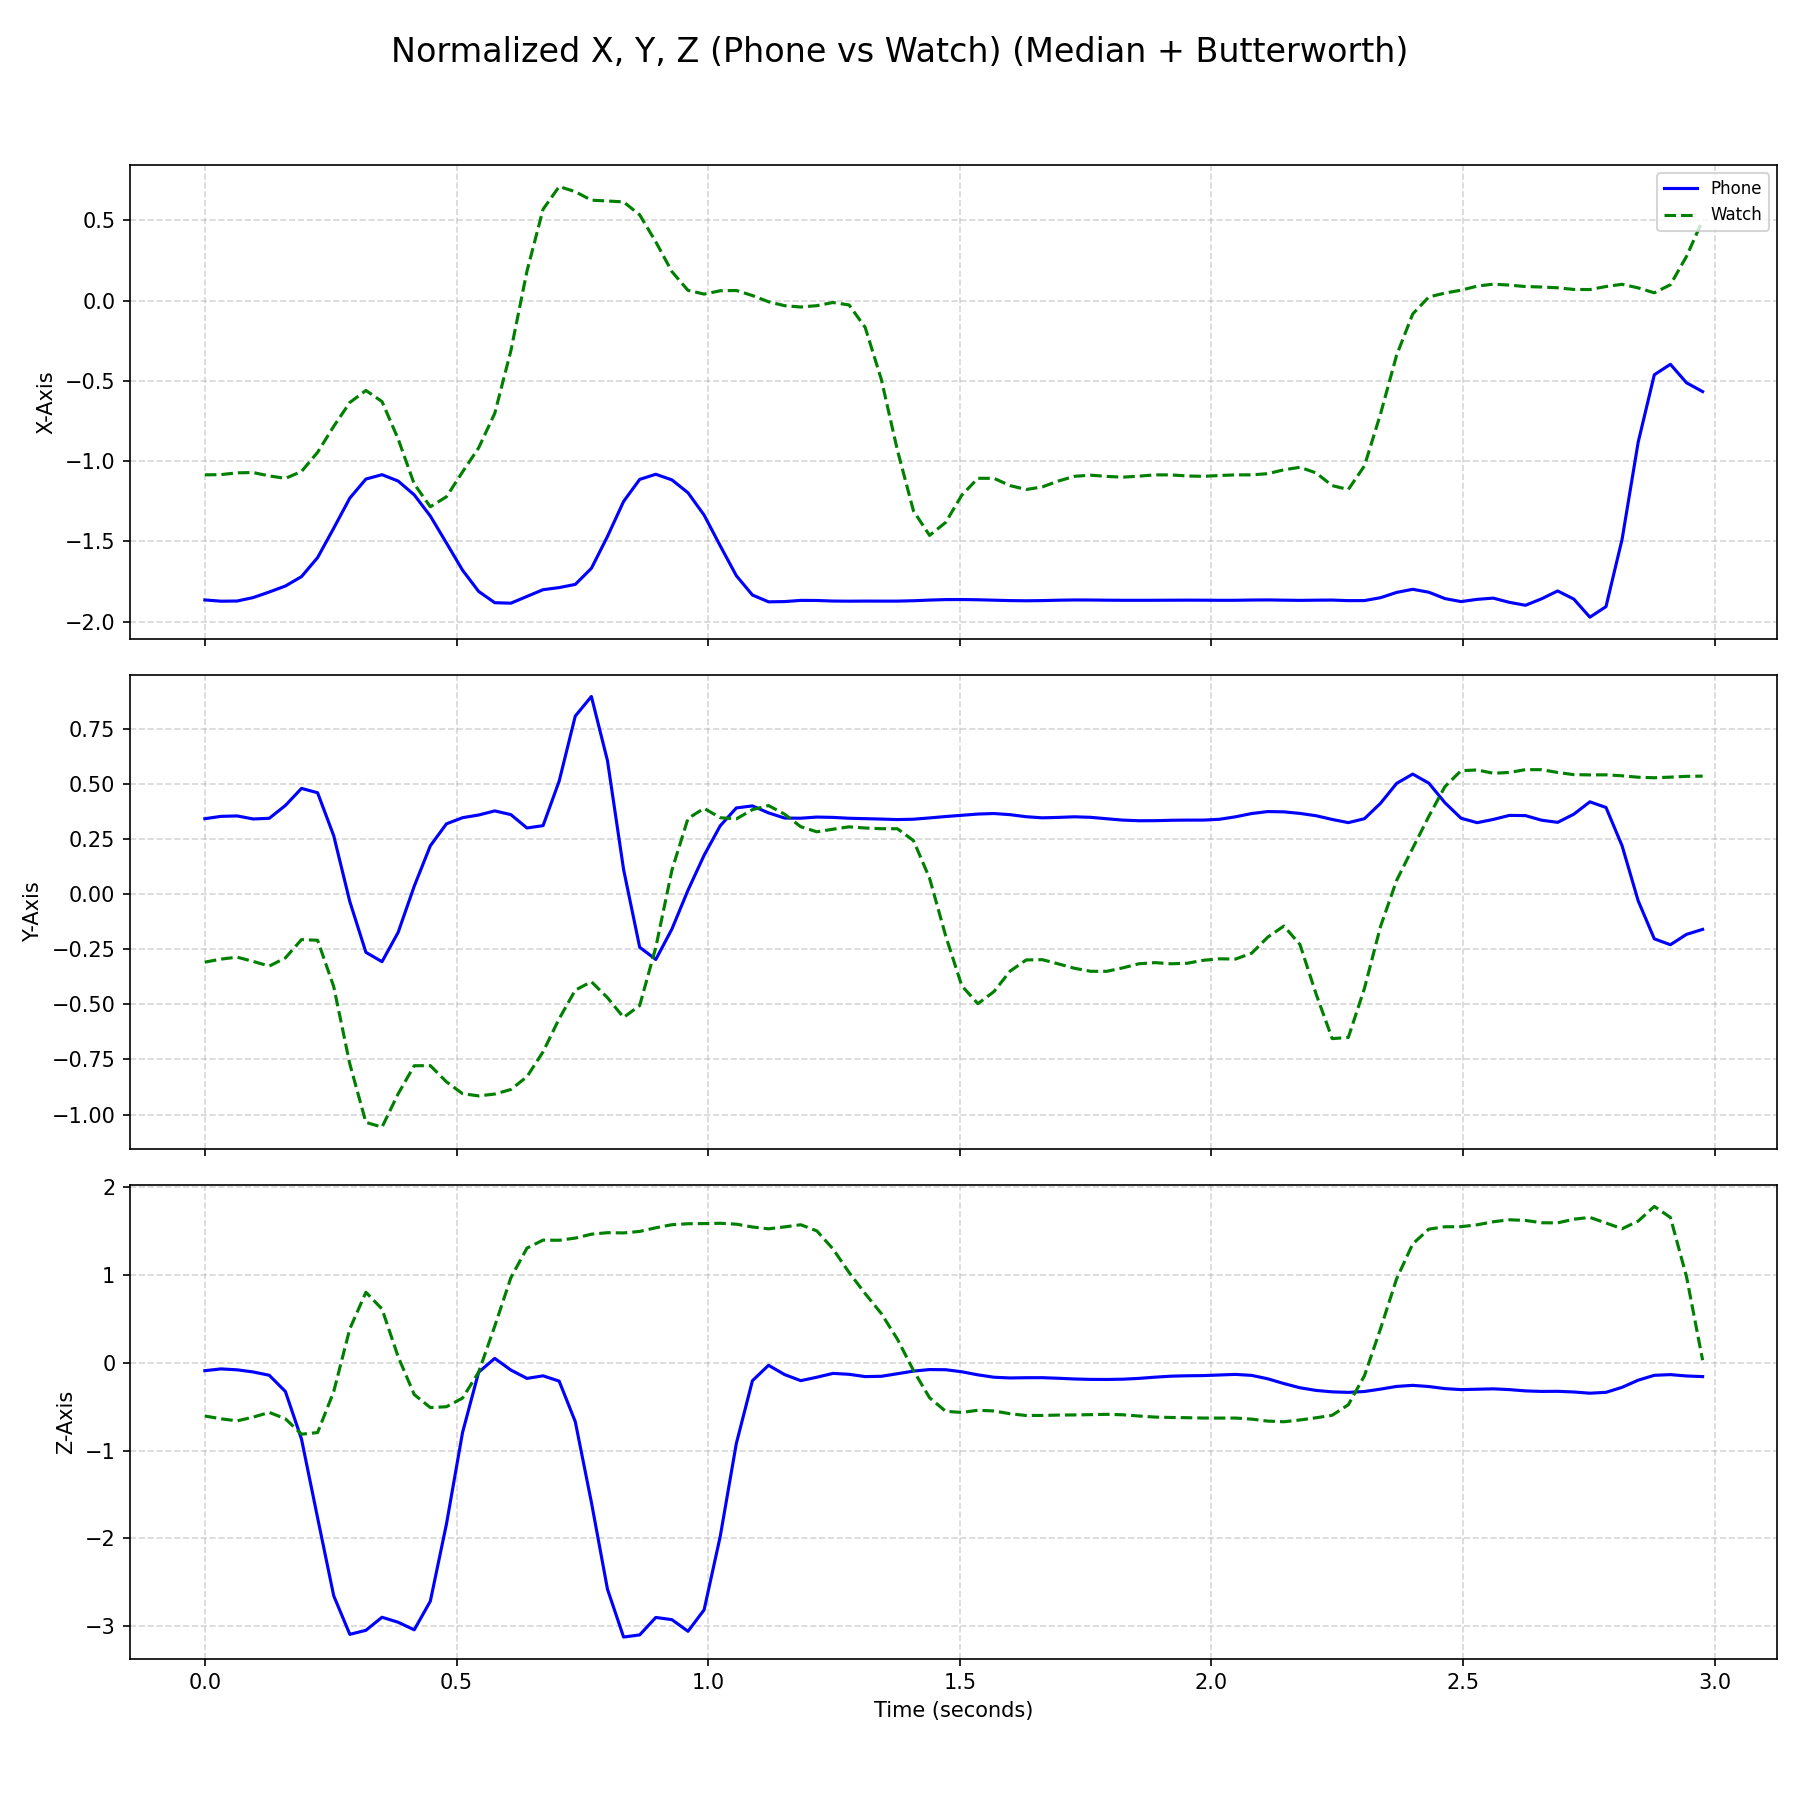 Normalized X, Y, Z (Phone vs Watch) (Median + Butterworth)
Phone
Watch
X-Axis
0.5
0.0
−0.5
−1.0
−1.5
−2.0
Y-Axis
0.75
0.50
0.25
0.00
−0.25
−0.50
−0.75
−1.00
Z-Axis
2
1
0
−1
−2
−3
0.0 0.5 1.0 1.5 2.0 2.5 3.0
Time (seconds)